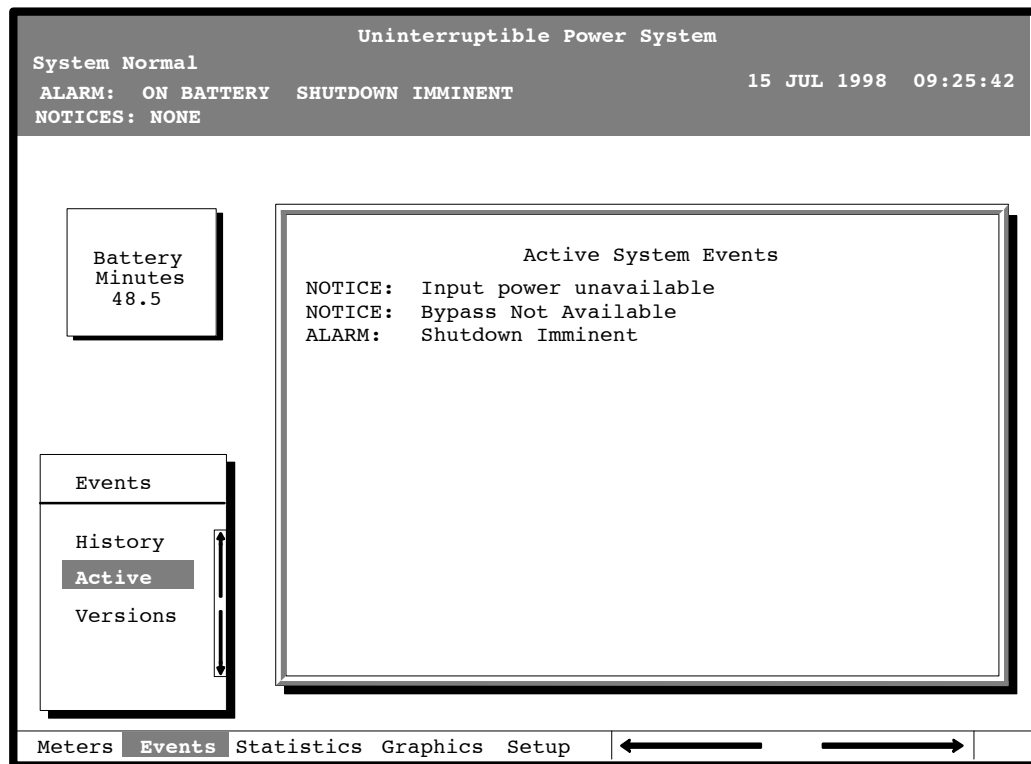 Uninterruptible Power System
System Normal
15 JUL 1998 09:25:42
ALARM: ON BATTERY SHUTDOWN IMMINENT
NOTICES: NONE
Battery
Minutes
48.5
Active System Events
NOTICE: Input power unavailable
NOTICE: Bypass Not Available
ALARM: Shutdown Imminent
Events
History
Active
Versions
Meters Events Statistics Graphics Setup